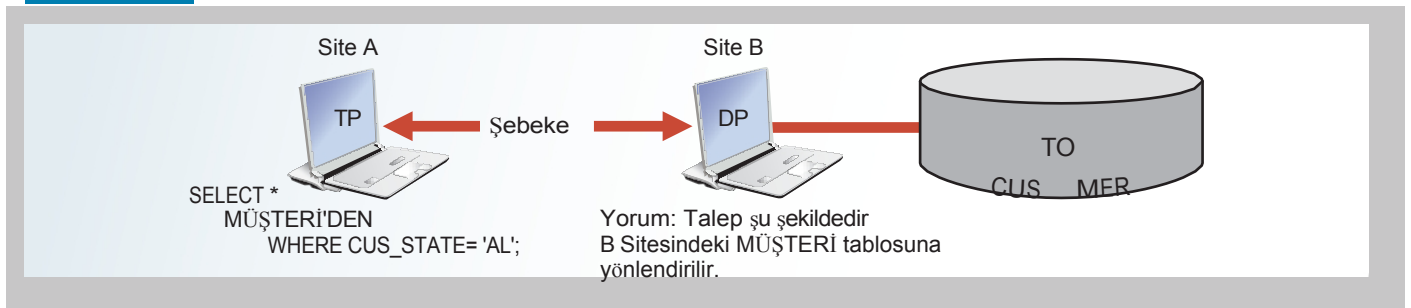 Site A
Site B
TP
Şebeke
DP
TO
CUS MER
SELECT *
MÜŞTERİ'DEN
WHERE CUS_STATE= 'AL';
Yorum: Talep şu şekildedir
B Sitesindeki MÜŞTERİ tablosuna
yönlendirilir.